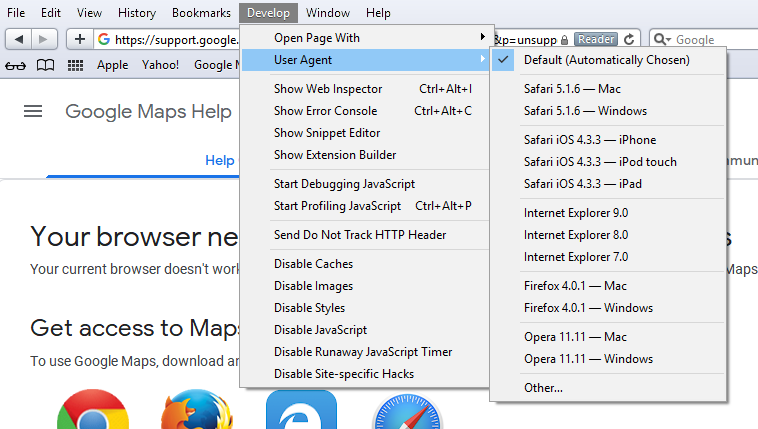 File Edit View History Bookmarks Develop Window Help
https://support.google. &p=unsupp Reader Google
Apple Yahoo! Google M
Google Maps Help
Help
mmun
Your browser ne s
Your current browser doesn't work Maps
Get access to Maps
To use Google Maps, download an
Open Page With
User Agent
Show Web Inspector Ctrl+Alt+I
Show Error Console Ctrl+Alt+C
Show Snippet Editor
Show Extension Builder
Start Debugging JavaScript
Start Profiling JavaScript Ctrl+Alt+P
Send Do Not Track HTTP Header
Disable Caches
Disable Images
Disable Styles
Disable JavaScript
Disable Runaway JavaScript Timer
Disable Site-specific Hacks
Default (Automatically Chosen)
Safari 5.1.6 — Mac
Safari 5.1.6 — Windows
Safari iOS 4.3.3 — iPhone
Safari iOS 4.3.3 — iPod touch
Safari iOS 4.3.3 — iPad
Internet Explorer 9.0
Internet Explorer 8.0
Internet Explorer 7.0
Firefox 4.0.1 — Mac
Firefox 4.0.1 — Windows
Opera 11.11 — Mac
Opera 11.11 — Windows
Other...